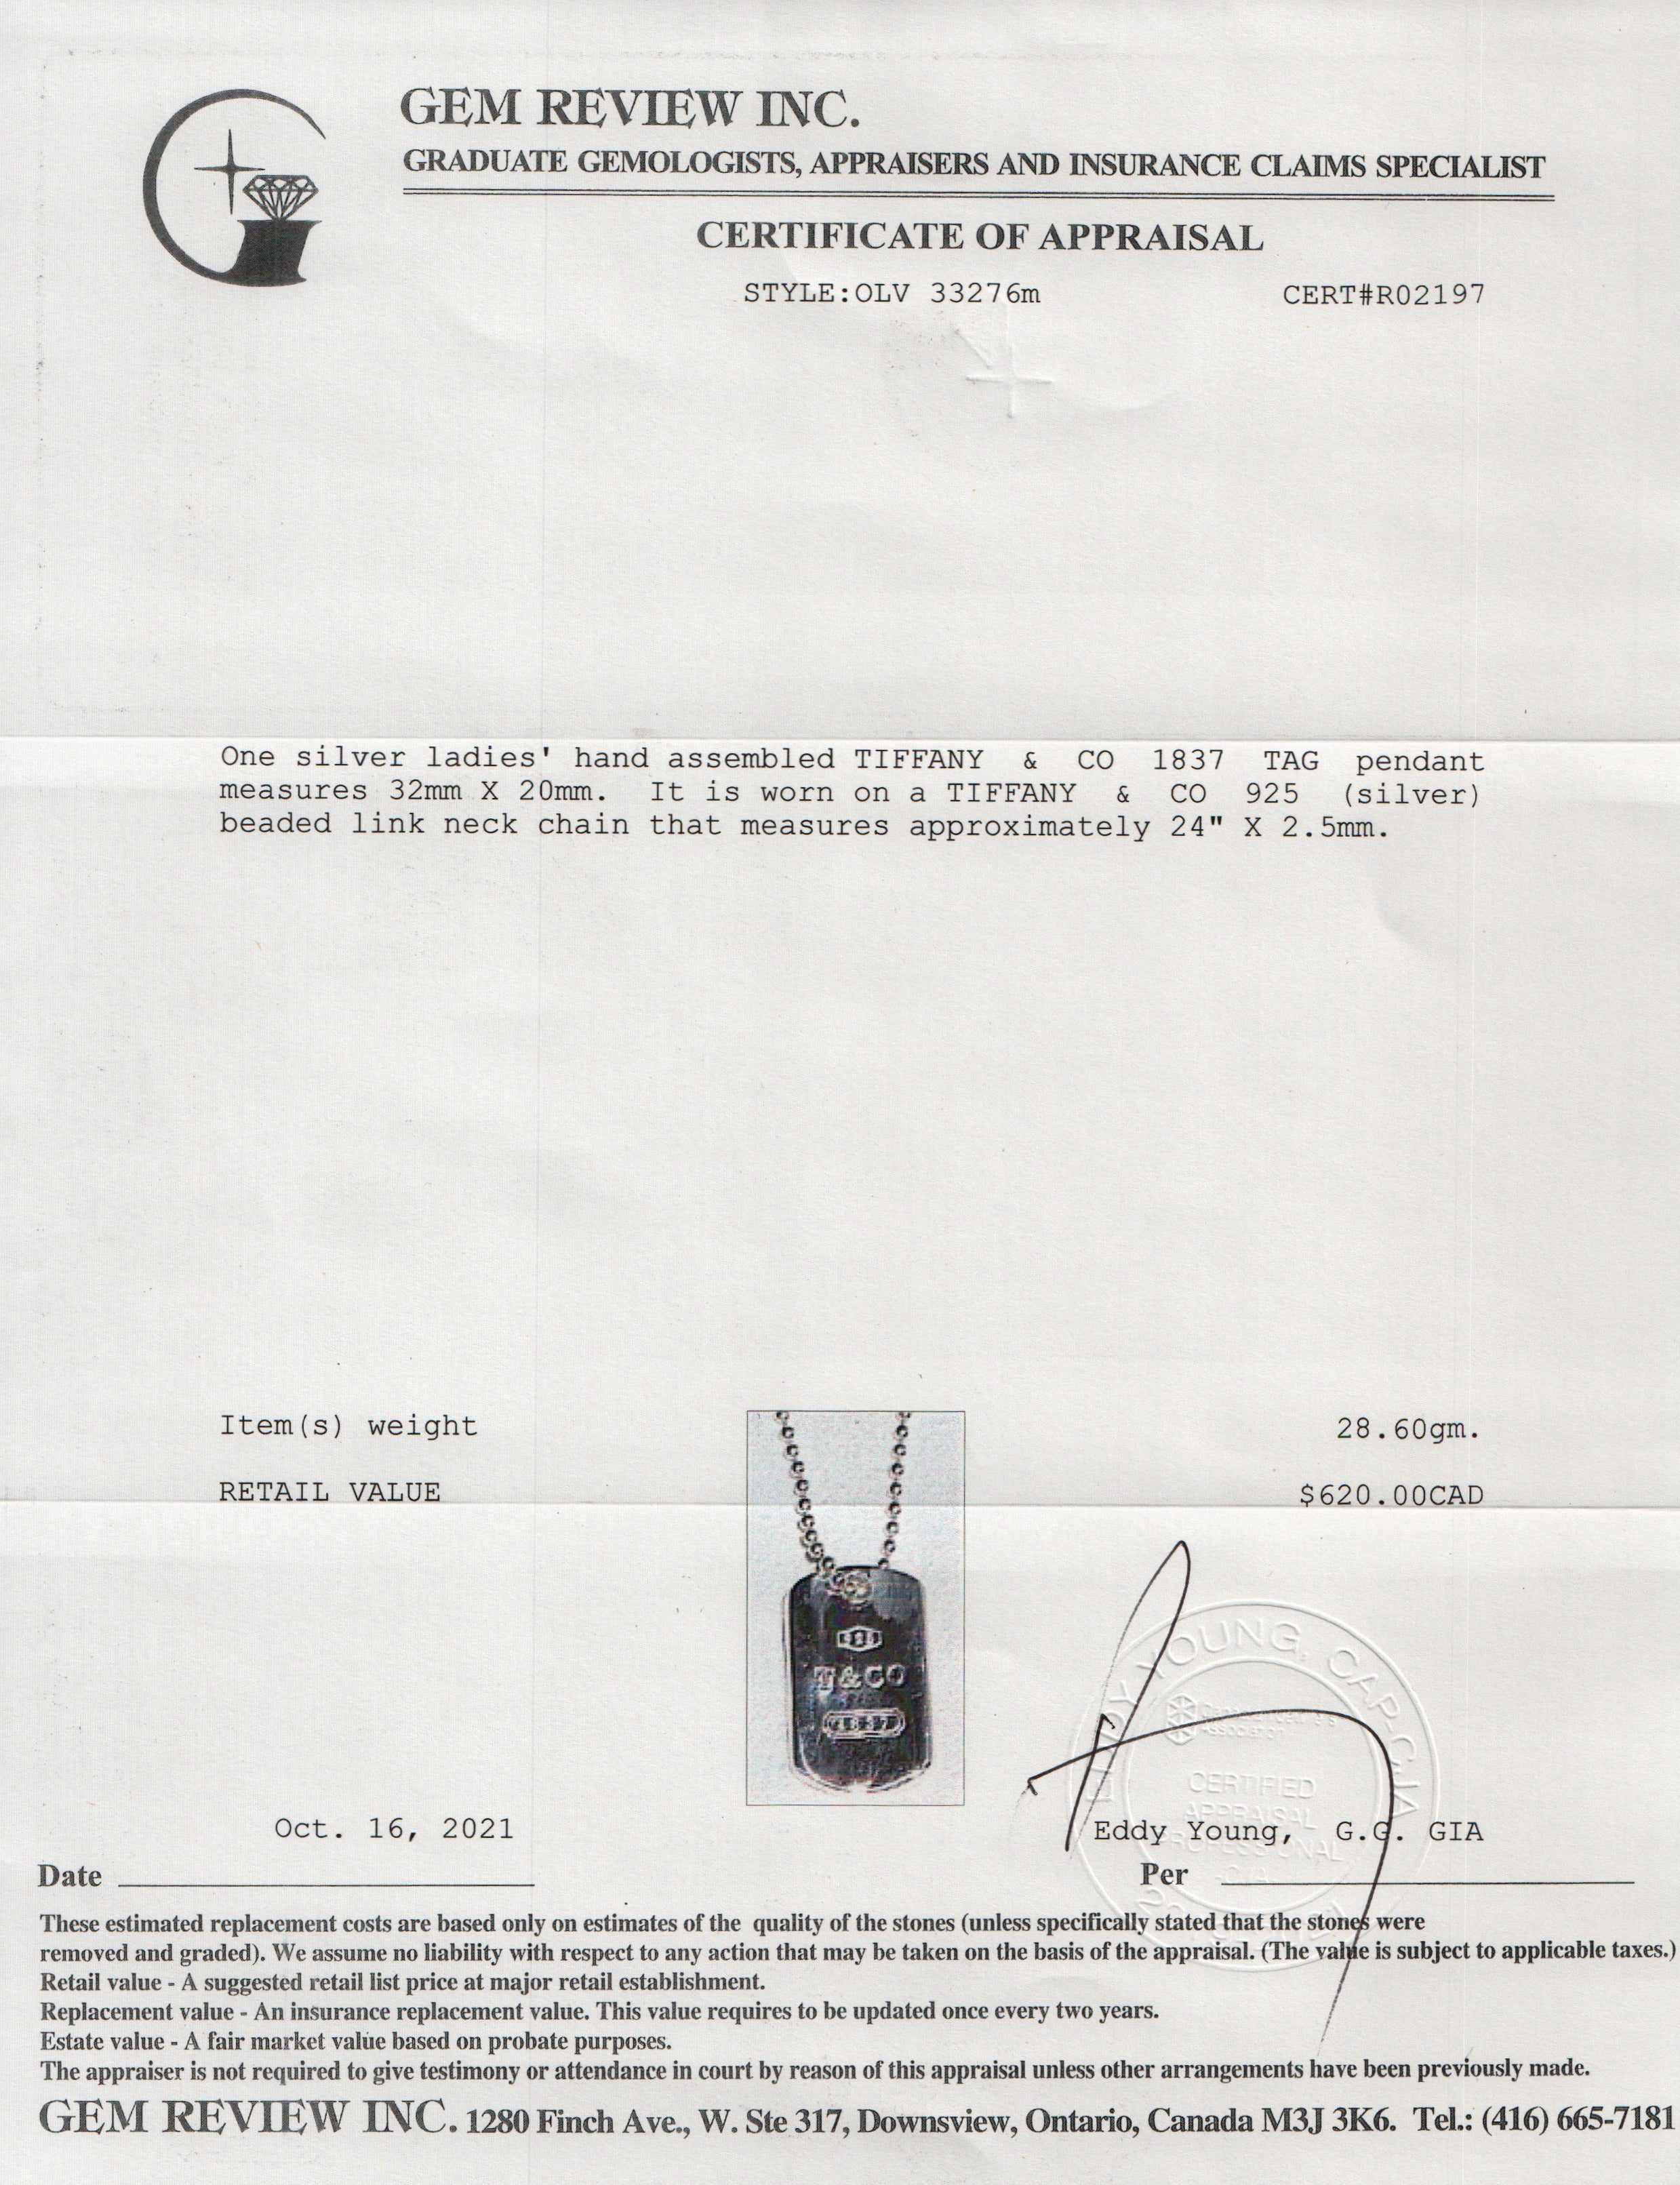 GEM REVIEW INC.
GRADUATE GEMOLOGISTS, APPRAISERS AND INSURANCE CLAIMS SPECIALIST
CERTIFICATE OF APPRAISAL
STYLE:OLV 33276m CERT#R02197
One silver ladies' hand assembled TIFFANY & CO 1837 TAG pendant
measures 32mm X 20mm. It is worn on a TIFFANY & CO 925 (silver)
beaded link neck chain that measures approximately 24" X 2.5mm.
Item(s) weight 28.60gm.
RETAIL VALUE $620.00CAD
T&CO
1837
EDDY YOUNG, CAP-CJA
Association
CERTIFIED
APPRAISAL
PROFESSIONAL
CJA
Oct. 16, 2021
Eddy Young, G.G. GIA
Date
Per
These estimated replacement costs are based only on estimates of the quality of the stones (unless specifically stated that the stones were
removed and graded). We assume no liability with respect to any action that may be taken on the basis of the appraisal. (The value is subject to applicable taxes.)
Retail value - A suggested retail list price at major retail establishment.
Replacement value - An insurance replacement value. This value requires to be updated once every two years.
Estate value - A fair market value based on probate purposes.
The appraiser is not required to give testimony or attendance in court by reason of this appraisal unless other arrangements have been previously made.
GEM REVIEW INC. 1280 Finch Ave., W. Ste 317, Downsview, Ontario, Canada M3J 3K6. Tel.: (416) 665-7181